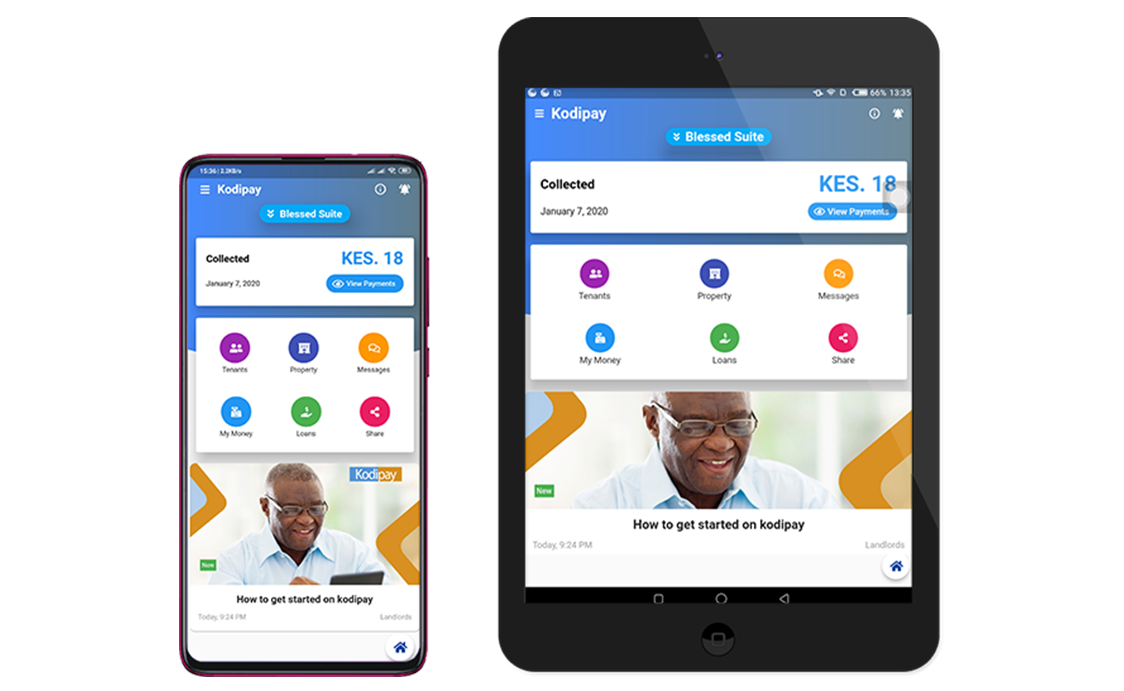 15:36 | 2.2KB/s
Kodipay
Blessed Suite
Collected
KES. 18
January 7, 2020
View Payments
Tenants
Property
Messages
My Money
Loans
Share
Kodipay
New
How to get started on kodipay
Today, 9:24 PM
Landlords
66% 13:35
Kodipay
Blessed Suite
Collected
KES. 18
January 7, 2020
View Payments
Tenants
Property
Messages
My Money
Loans
Share
New
How to get started on kodipay
Today, 9:24 PM
Landlords